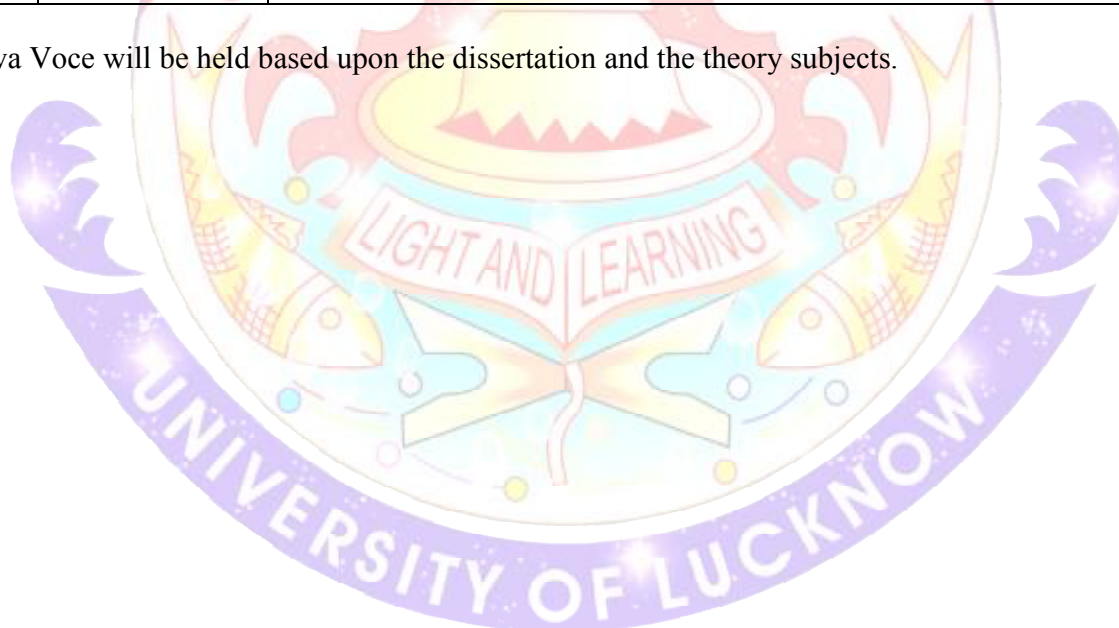 va Voce will be held based upon the dissertation and the theory subjects.
LIGHT AND LEARNING
UNIVERSITY OF LUCKNOW